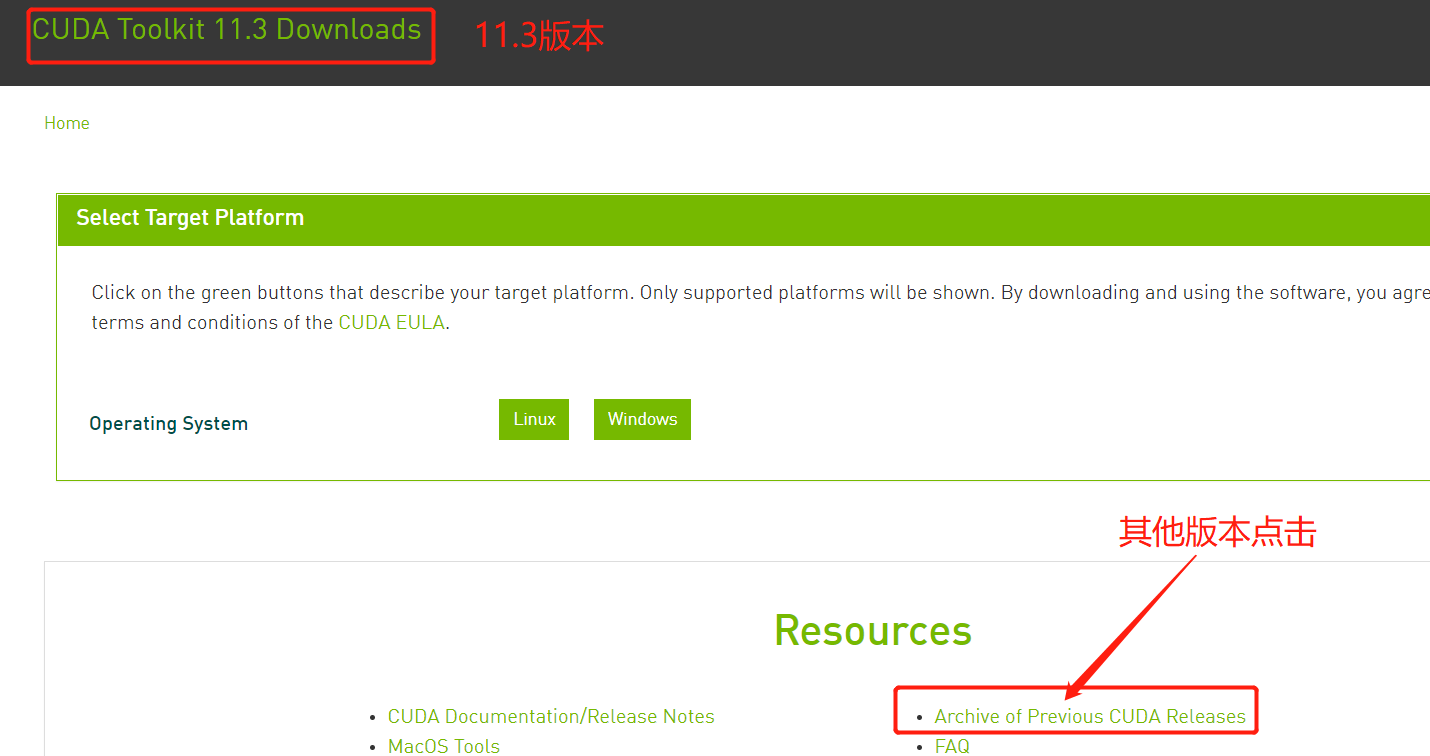 CUDA Toolkit 11.3 Downloads
11.3版本
Home
Select Target Platform
Click on the green buttons that describe your target platform. Only supported platforms will be shown. By downloading and using the software, you agre
terms and conditions of the CUDA EULA.
Operating System
Linux
Windows
其他版本点击
Resources
• CUDA Documentation/Release Notes
• MacOS Tools
• Archive of Previous CUDA Releases
• FAQ